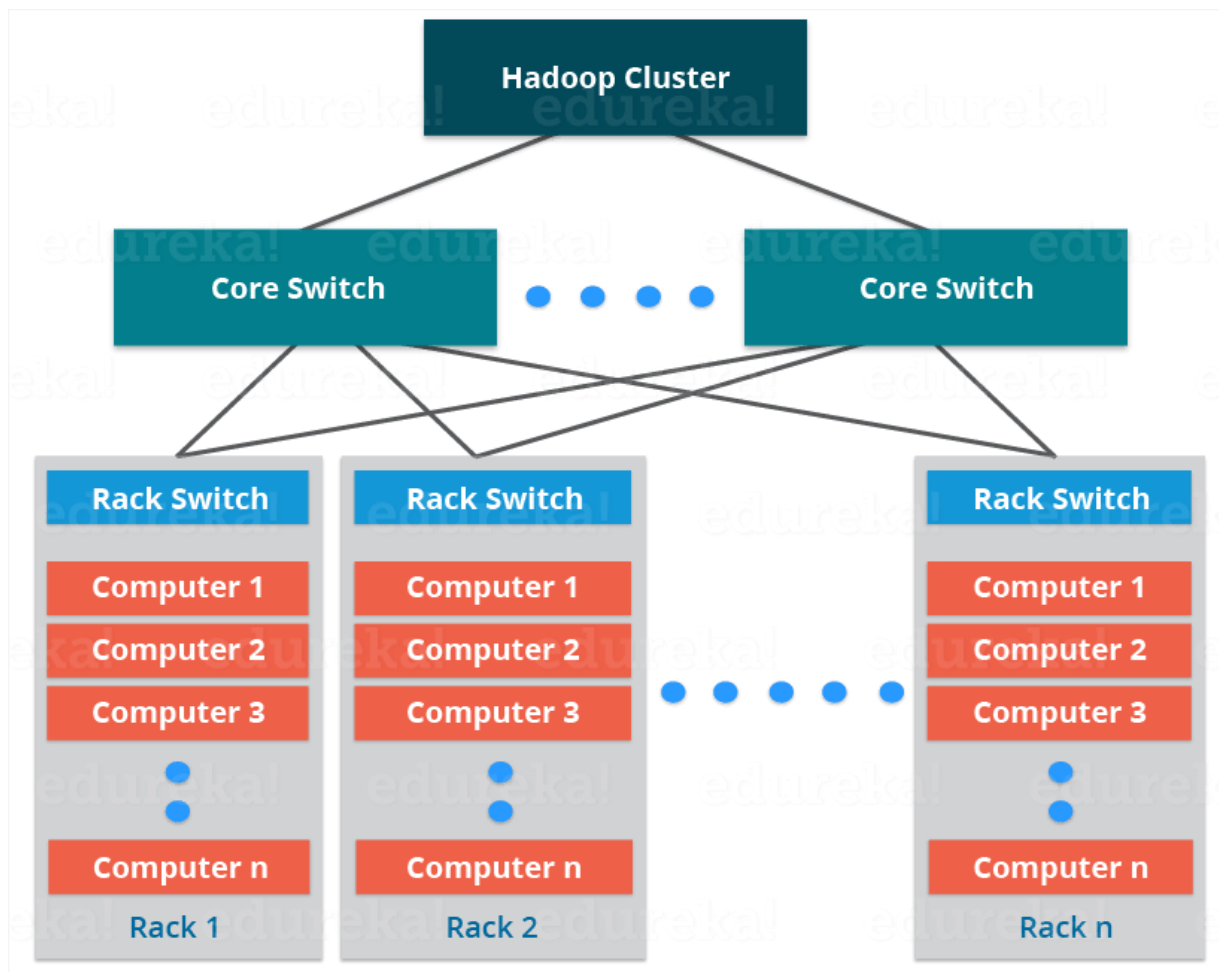 Hadoop Cluster
Core Switch
Core Switch
Rack Switch
Computer 1
Computer 2
Computer 3
Computer n
Rack 1
Rack Switch
Computer 1
Computer 2
Computer 3
Computer n
Rack 2
Rack Switch
Computer 1
Computer 2
Computer 3
Computer n
Rack n
edureka!